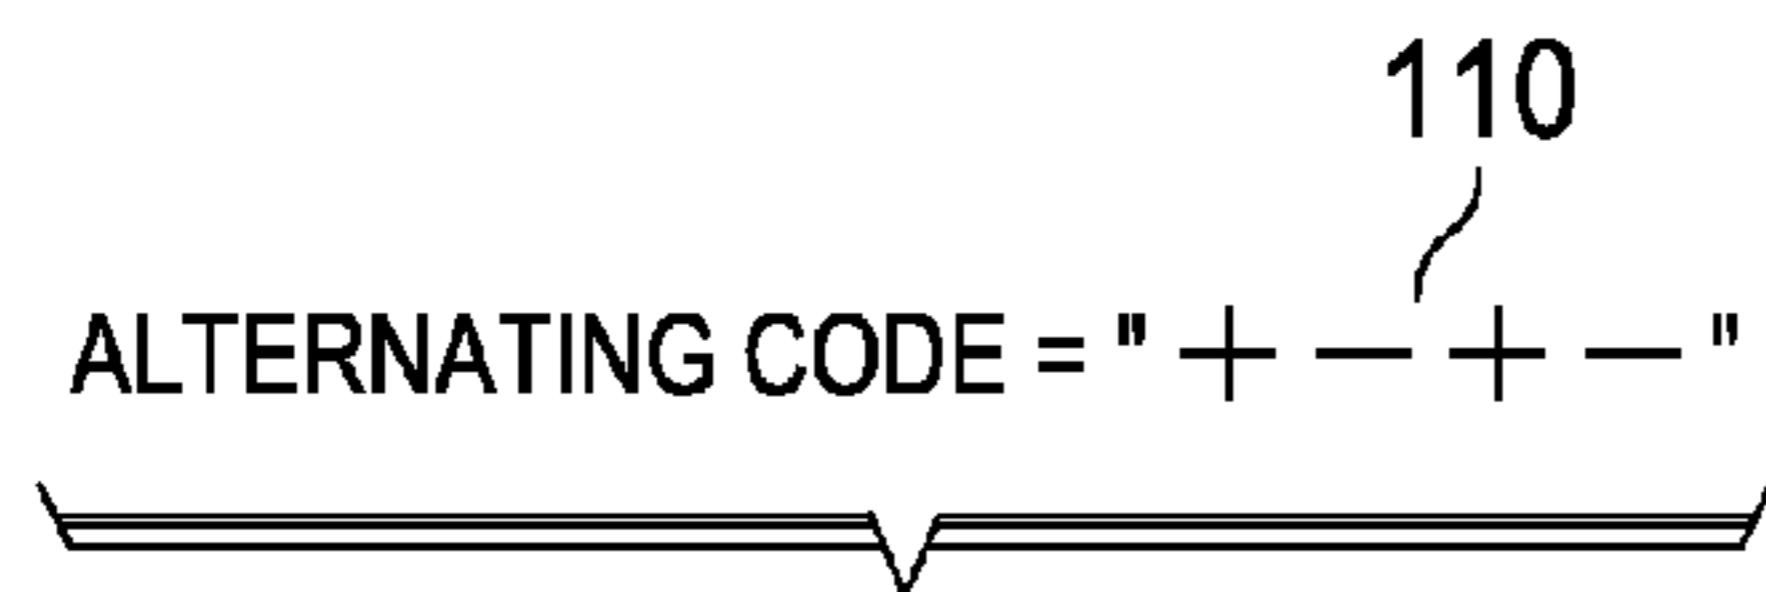 110
ALTERNATING CODE = " + — + — "